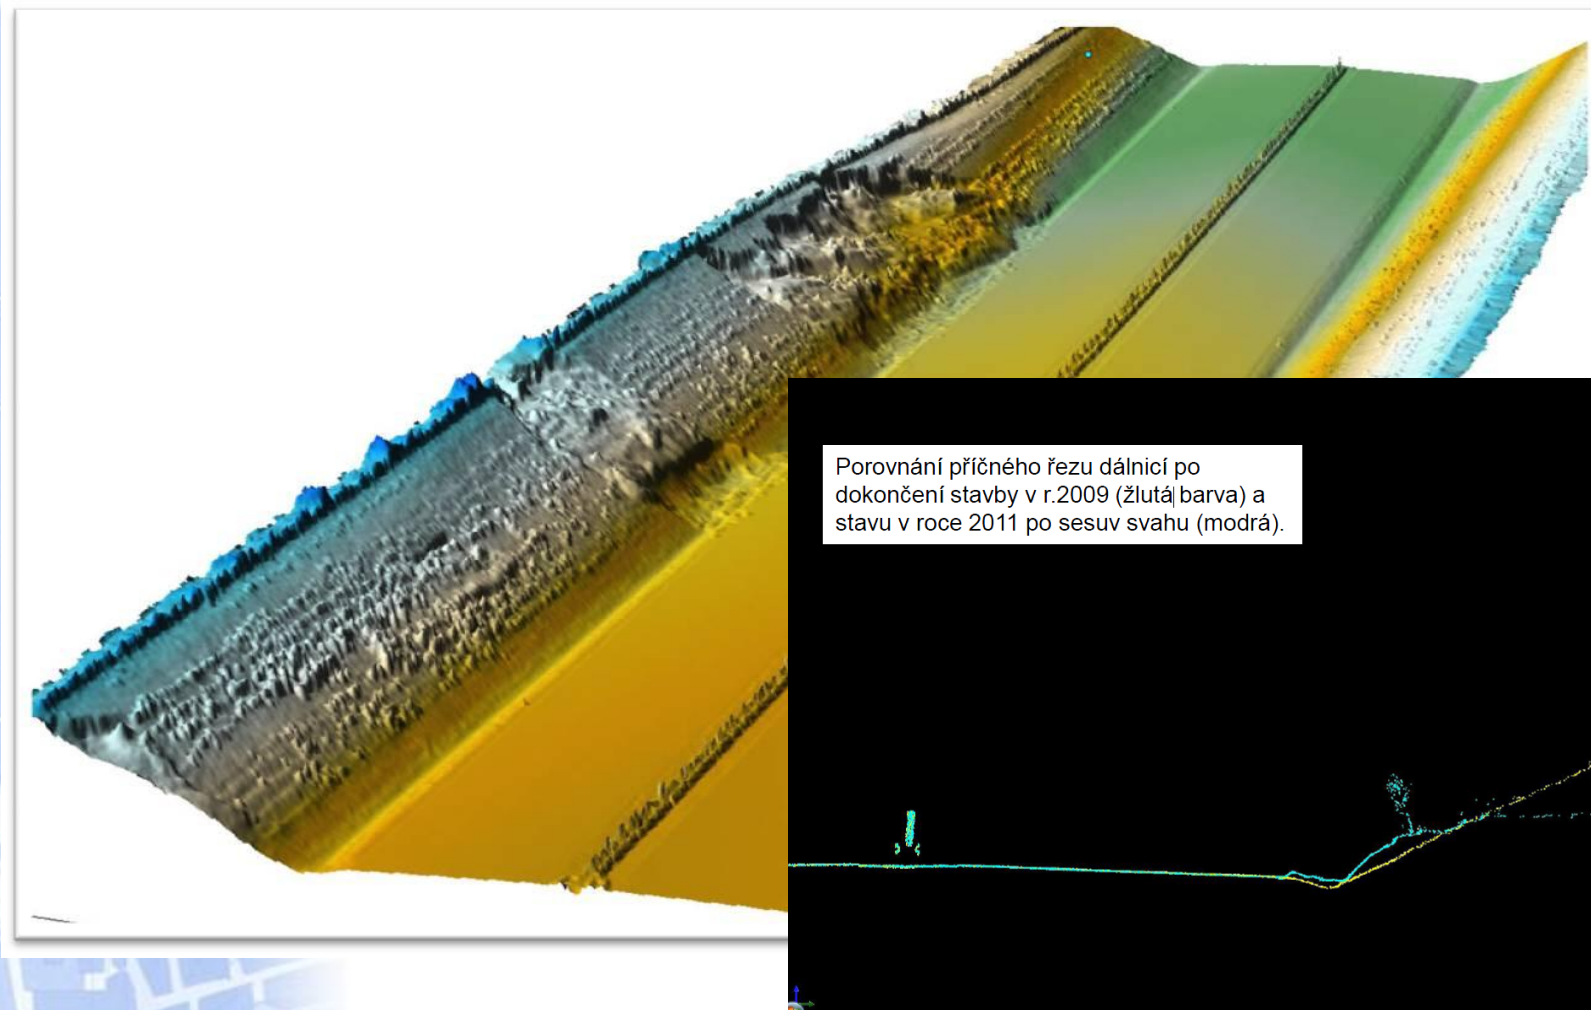 Porovnání příčného řezu dálnicí po
dokončení stavby v r.2009 (žlutá barva) a
stavu v roce 2011 po sesuv svahu (modrá).